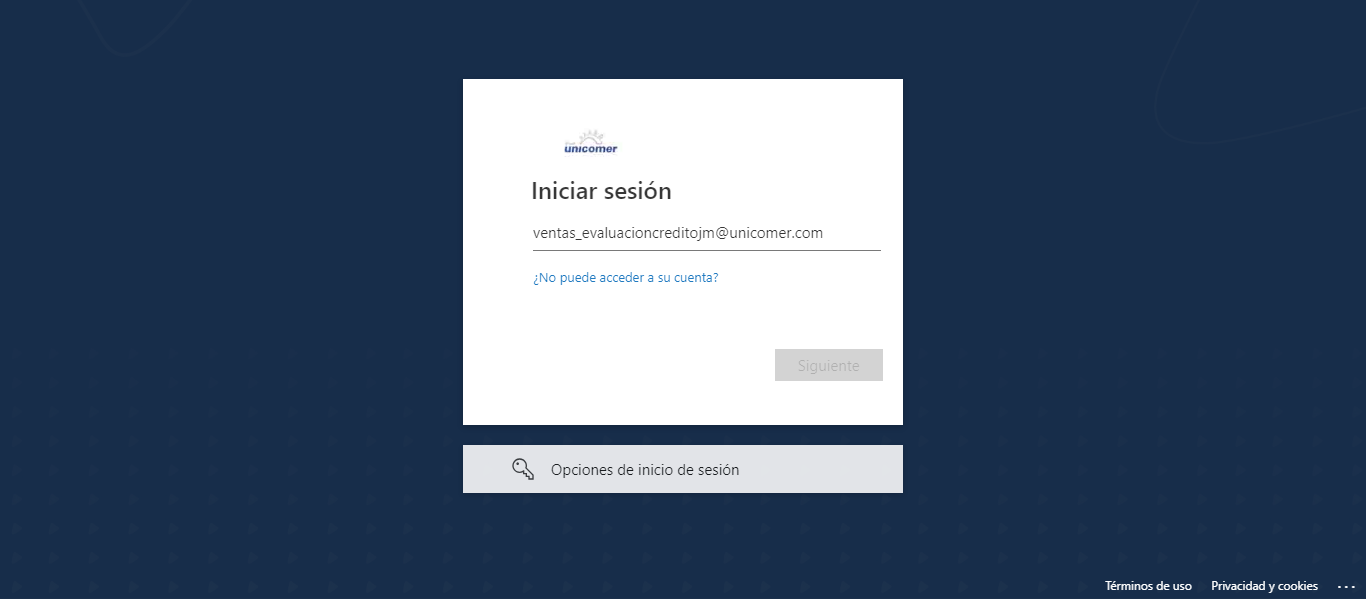 unicomer
Iniciar sesión
ventas_evaluacioncreditojm@unicomer.com
¿No puede acceder a su cuenta?
Siguiente
Opciones de inicio de sesión
Términos de uso Privacidad y cookies ...